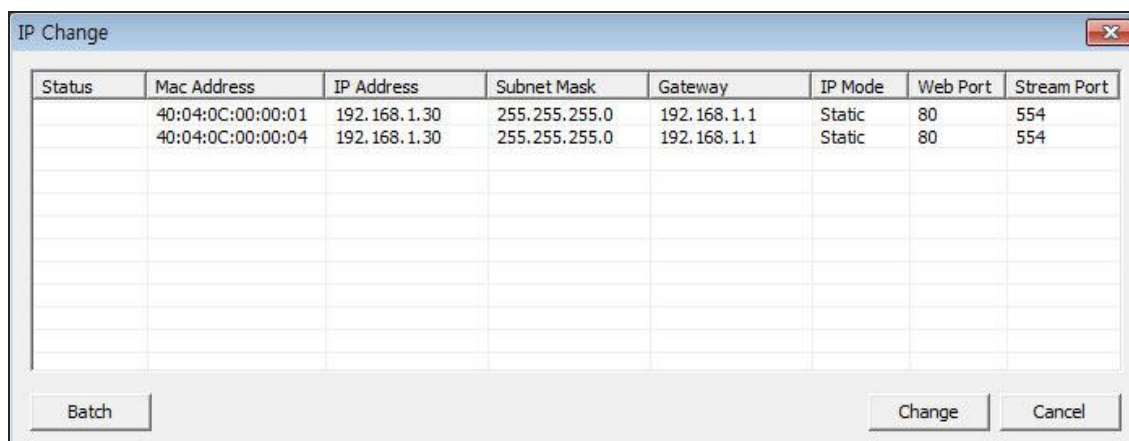 IP Change
Status Mac Address IP Address Subnet Mask Gateway IP Mode Web Port Stream Port
40:04:0C:00:00:01 192.168.1.30 255.255.255.0 192.168.1.1 Static 80 554
40:04:0C:00:00:04 192.168.1.30 255.255.255.0 192.168.1.1 Static 80 554
Batch Change Cancel